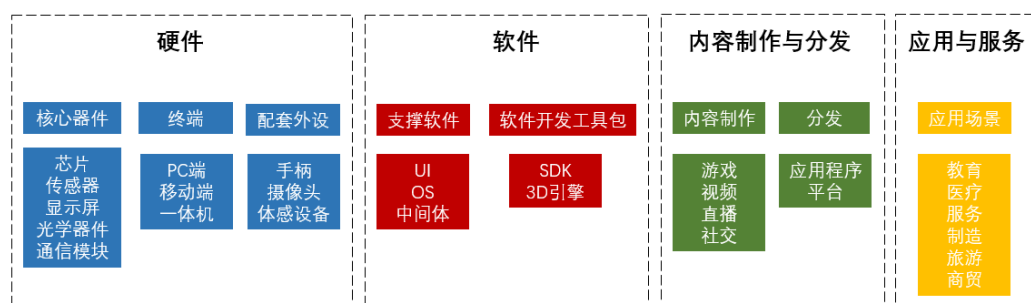 硬件
软件
内容制作与分发
应用与服务
核心器件
终端
配套外设
支撑软件
软件开发工具包
内容制作
分发
应用场景
芯片
传感器
显示屏
光学器件
通信模块
PC端
移动端
一体机
手柄
摄像头
体感设备
UI
OS
中间体
SDK
3D引擎
游戏
视频
直播
社交
应用程序
平台
教育
医疗
服务
制造
旅游
商贸